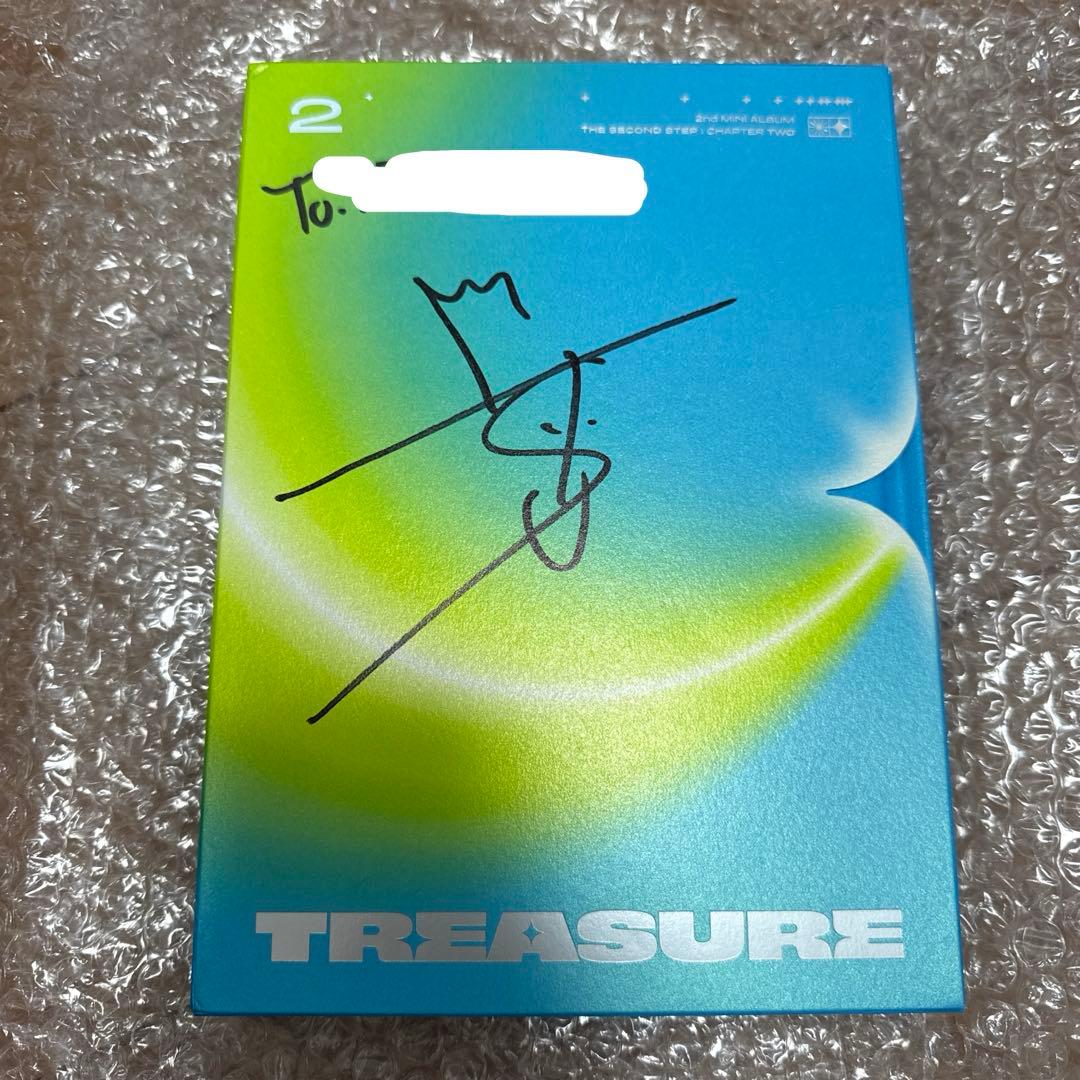 2
2nd MINI ALBUM
THE SECOND STEP : CHAPTER TWO
To.
TREASURE